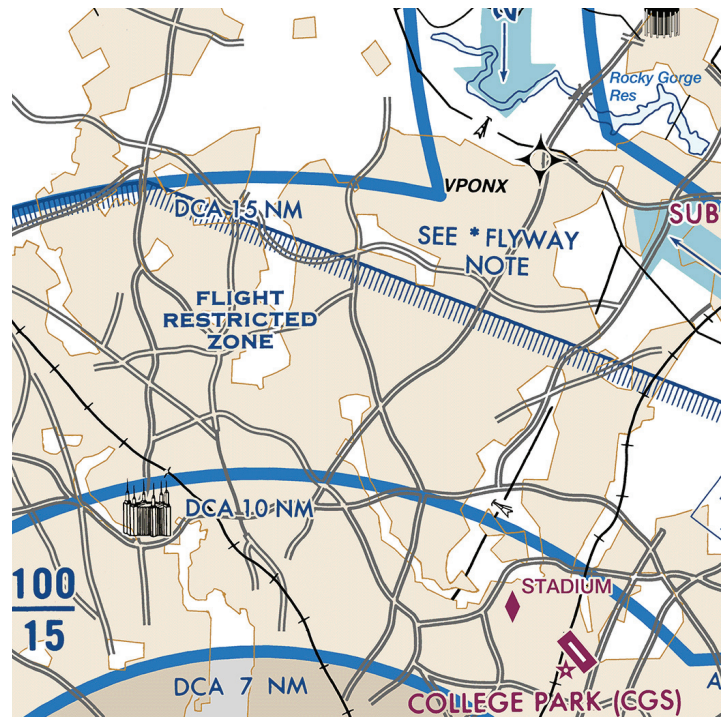 Rocky Gorge
Res
VPONX
DCA 15 NM
SUB
SEE * FLYWAY
NOTE
FLIGHT
RESTRICTED
ZONE
DCA 10 NM
100
15
STADIUM
DCA 7 NM
A
COLLEGE PARK (CGS)